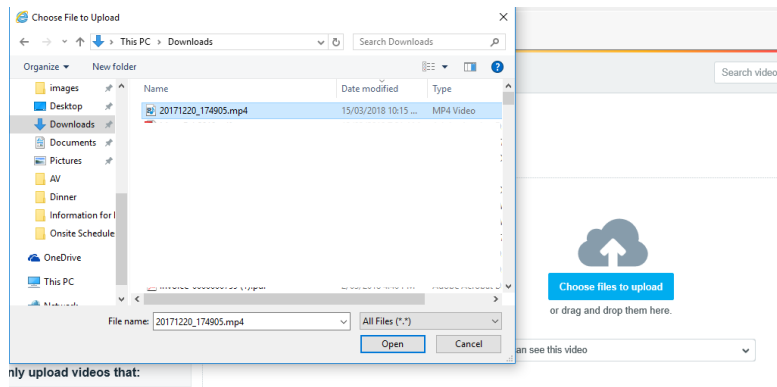 Choose File to Upload
This PC > Downloads
Search Downloads
Organize
New folder
Name
Date modified
Type
Search video
images
Desktop
Downloads
Documents
Pictures
AV
Dinner
Information for
Onsite Schedule
OneDrive
This PC
Network
20171220_174905.mp4 15/03/2018 10:15 ... MP4 Video
File name: 20171220_174905.mp4
All Files (*.*)
Open
Cancel
Choose files to upload
or drag and drop them here.
an see this video
nly upload videos that: